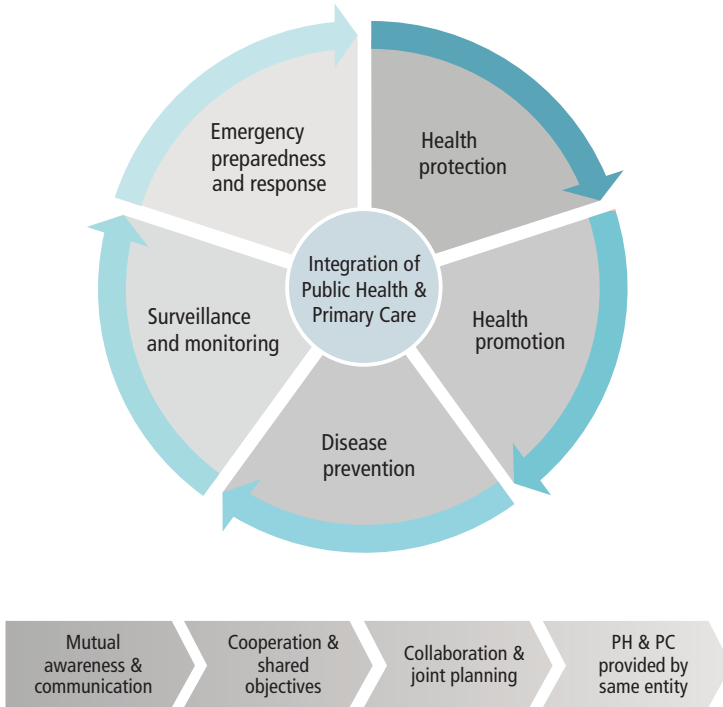 Emergency
preparedness
and response
Health
protection
Integration of
Public Health &
Primary Care
Surveillance
and monitoring
Health
promotion
Disease
prevention
Mutual
awareness &
communication
Cooperation &
shared
objectives
Collaboration &
joint planning
PH & PC
provided by
same entity